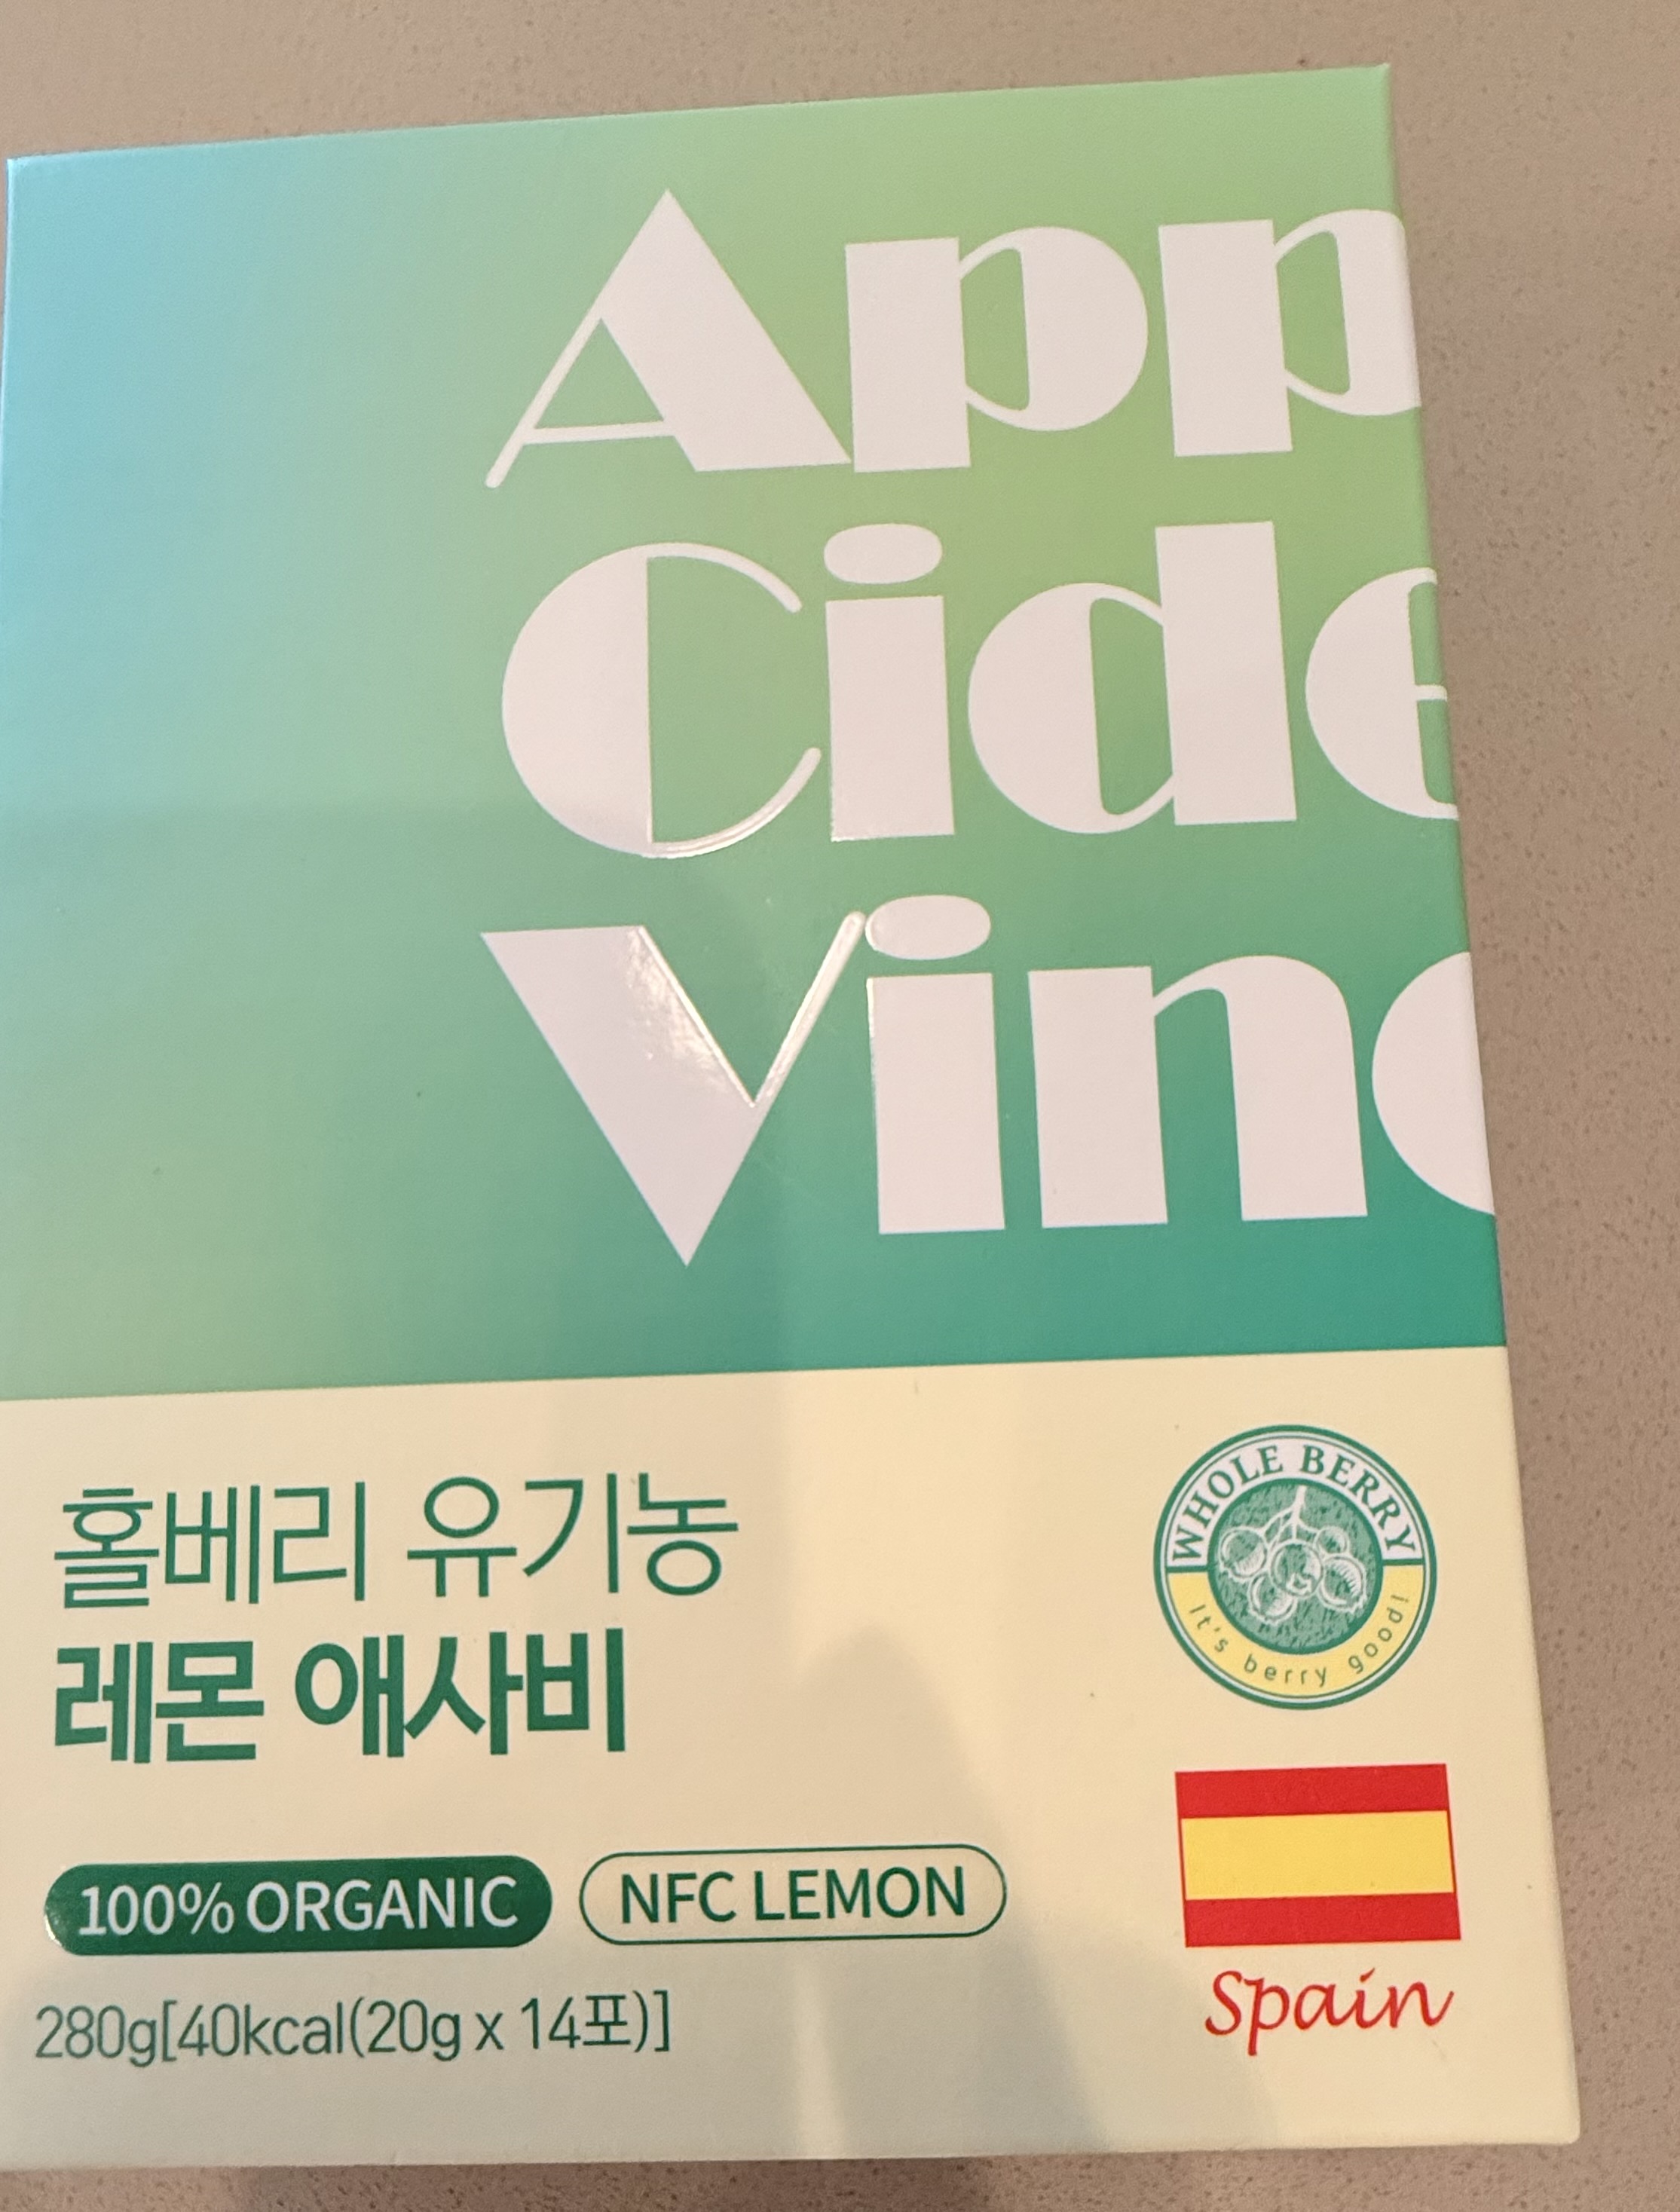 App
Cide
Vine
홀베리 유기농
레몬 애사비
100% ORGANIC
NFC LEMON
280g[40kcal(20g x 14포)]
WHOLE BERRY
It's berry good!
Spain